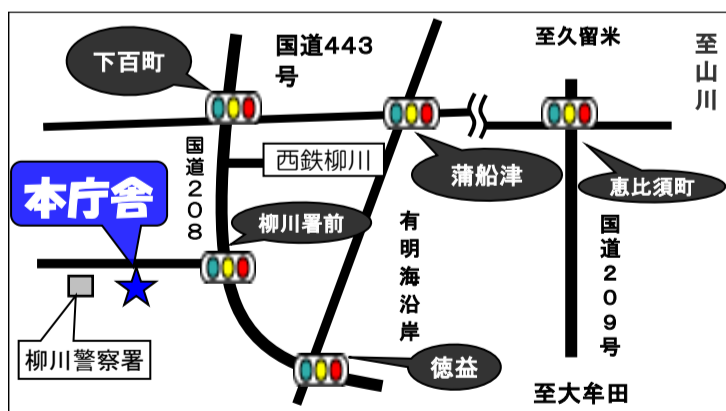 下百町
国道443
号
至久留米
至山川
国道208
西鉄柳川
蒲船津
恵比須町
本庁舎
柳川署前
有明海沿岸
国道209号
柳川警察署
徳益
至大牟田